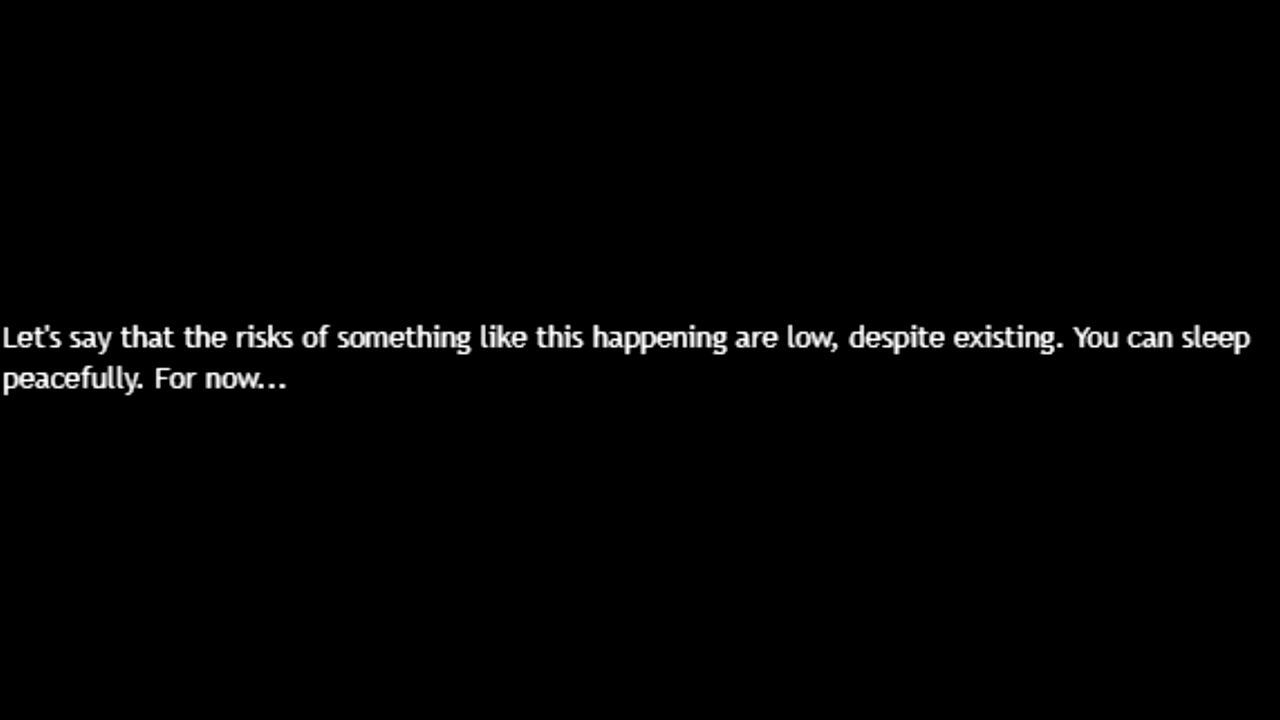 Let's say that the risks of something like this happening are low, despite existing. You can sleep
peacefully. For now...